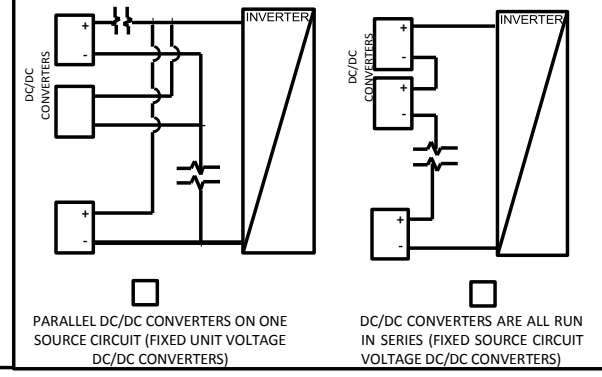 INVERTER
+
-
DC/DC
CONVERTERS
+
-
PARALLEL DC/DC CONVERTERS ON ONE
SOURCE CIRCUIT (FIXED UNIT VOLTAGE
DC/DC CONVERTERS)
INVERTER
+
-
DC/DC
CONVERTERS
+
-
+
-
DC/DC CONVERTERS ARE ALL RUN
IN SERIES (FIXED SOURCE CIRCUIT
VOLTAGE DC/DC CONVERTERS)